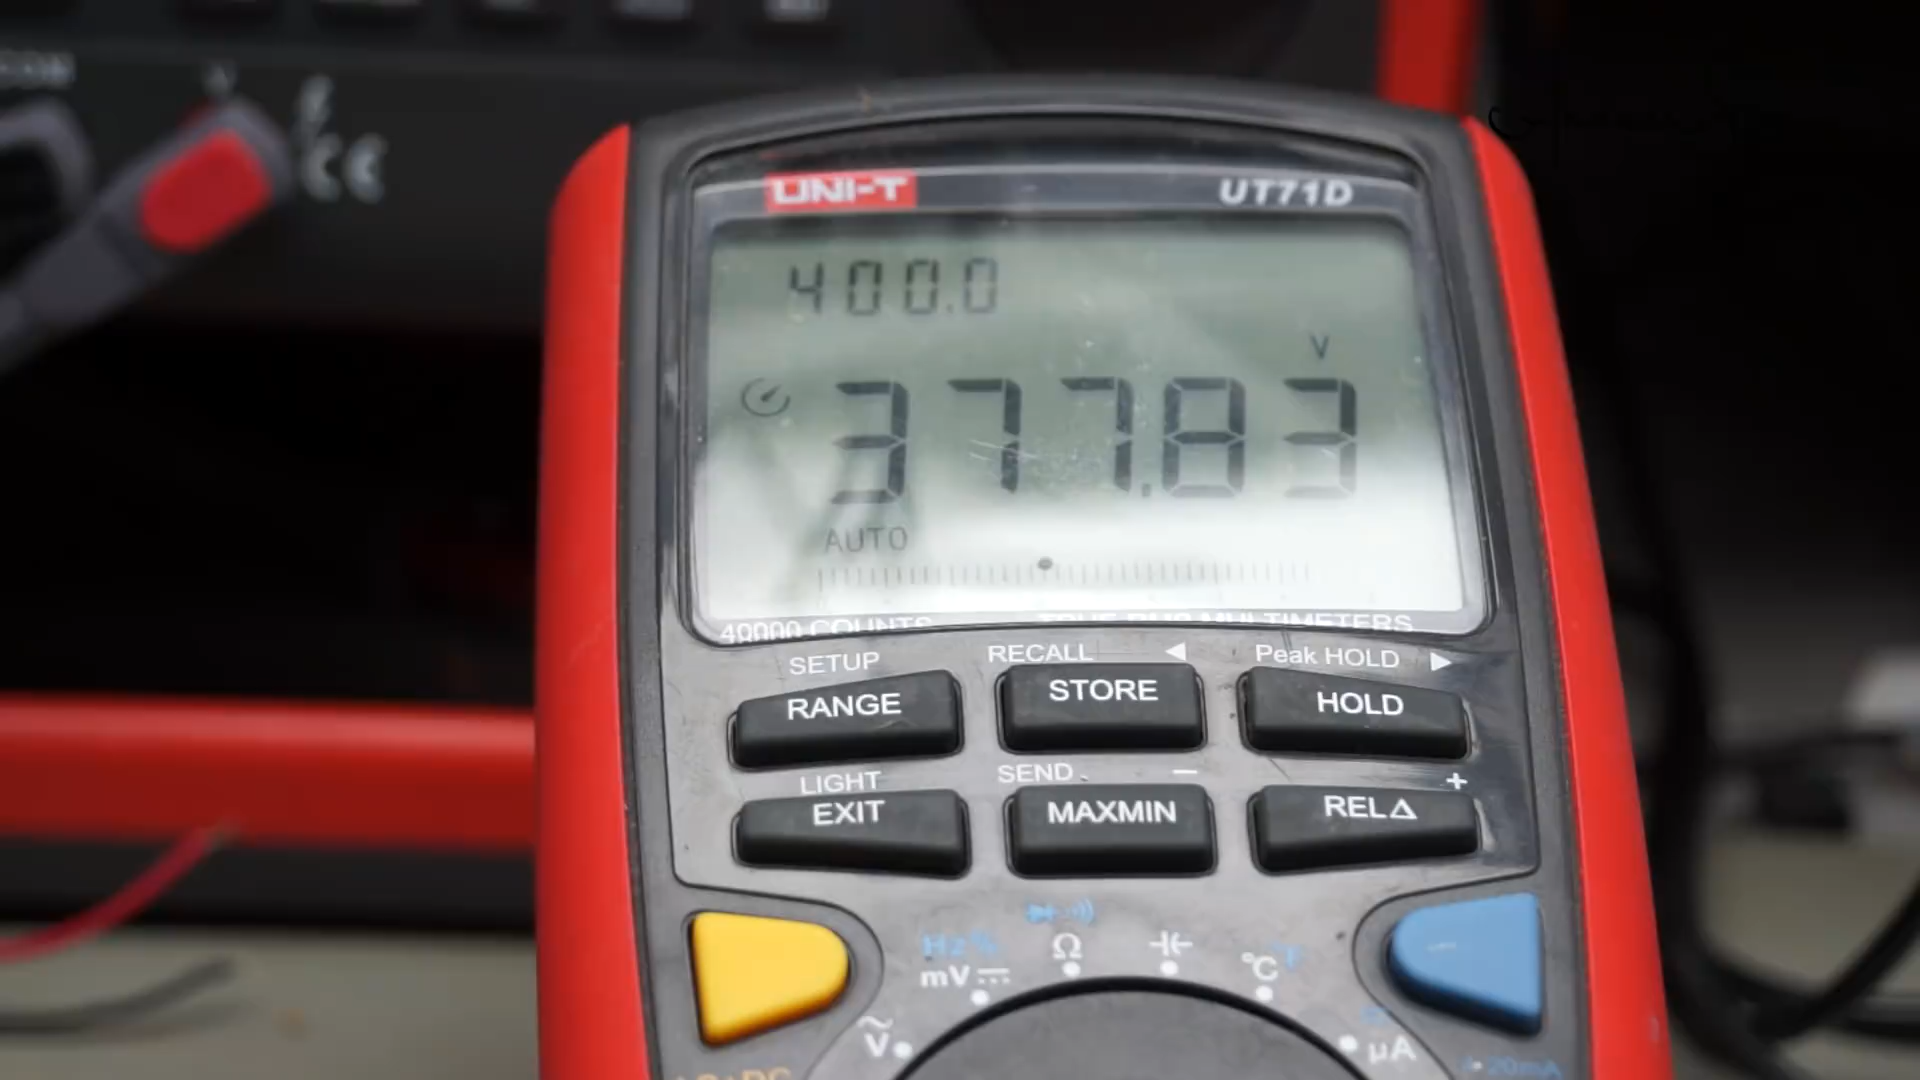 CE
UNI-T UT71D
400.0
V
377.83
AUTO
40000 COUNTS TRUE RMS MULTIMETERS
SETUP RECALL ◀ Peak HOLD ▶
RANGE STORE HOLD
LIGHT SEND - +
EXIT MAXMIN REL△
Hz%
mV Ω °C °F
V μA